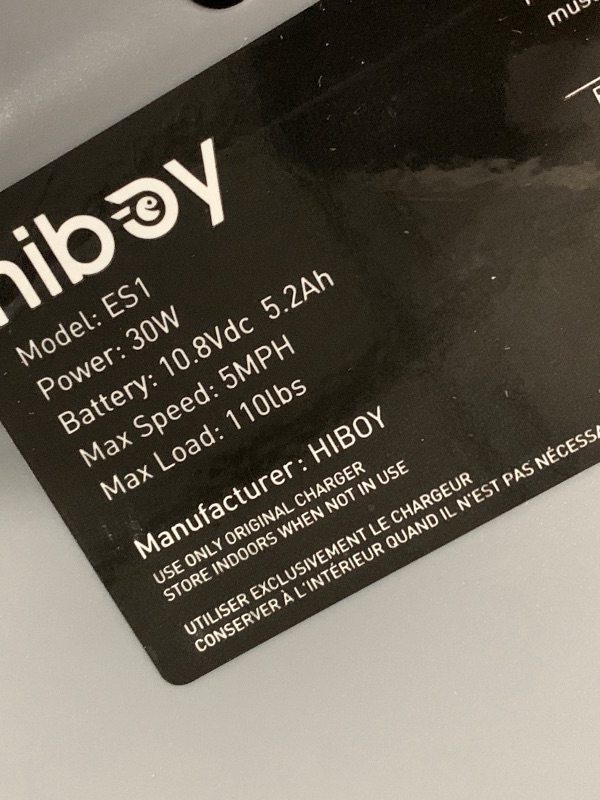 hiboy
Model: ES1
Power: 30W
Battery: 10.8Vdc 5.2Ah
Max Speed: 5MPH
Max Load: 110lbs
Manufacturer: HIBOY
USE ONLY ORIGINAL CHARGER
STORE INDOORS WHEN NOT IN USE
UTILISER EXCLUSIVEMENT LE CHARGEUR
CONSERVER À L'INTÉRIEUR QUAND IL N'EST PAS